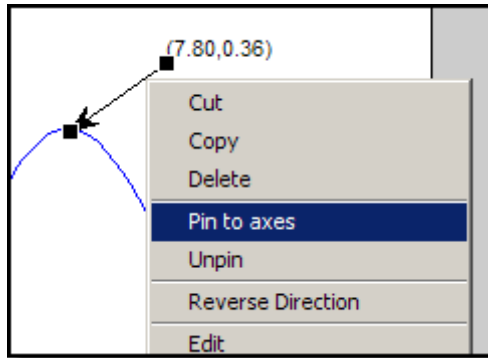 (7.80,0.36)
Cut
Copy
Delete
Pin to axes
Unpin
Reverse Direction
Edit